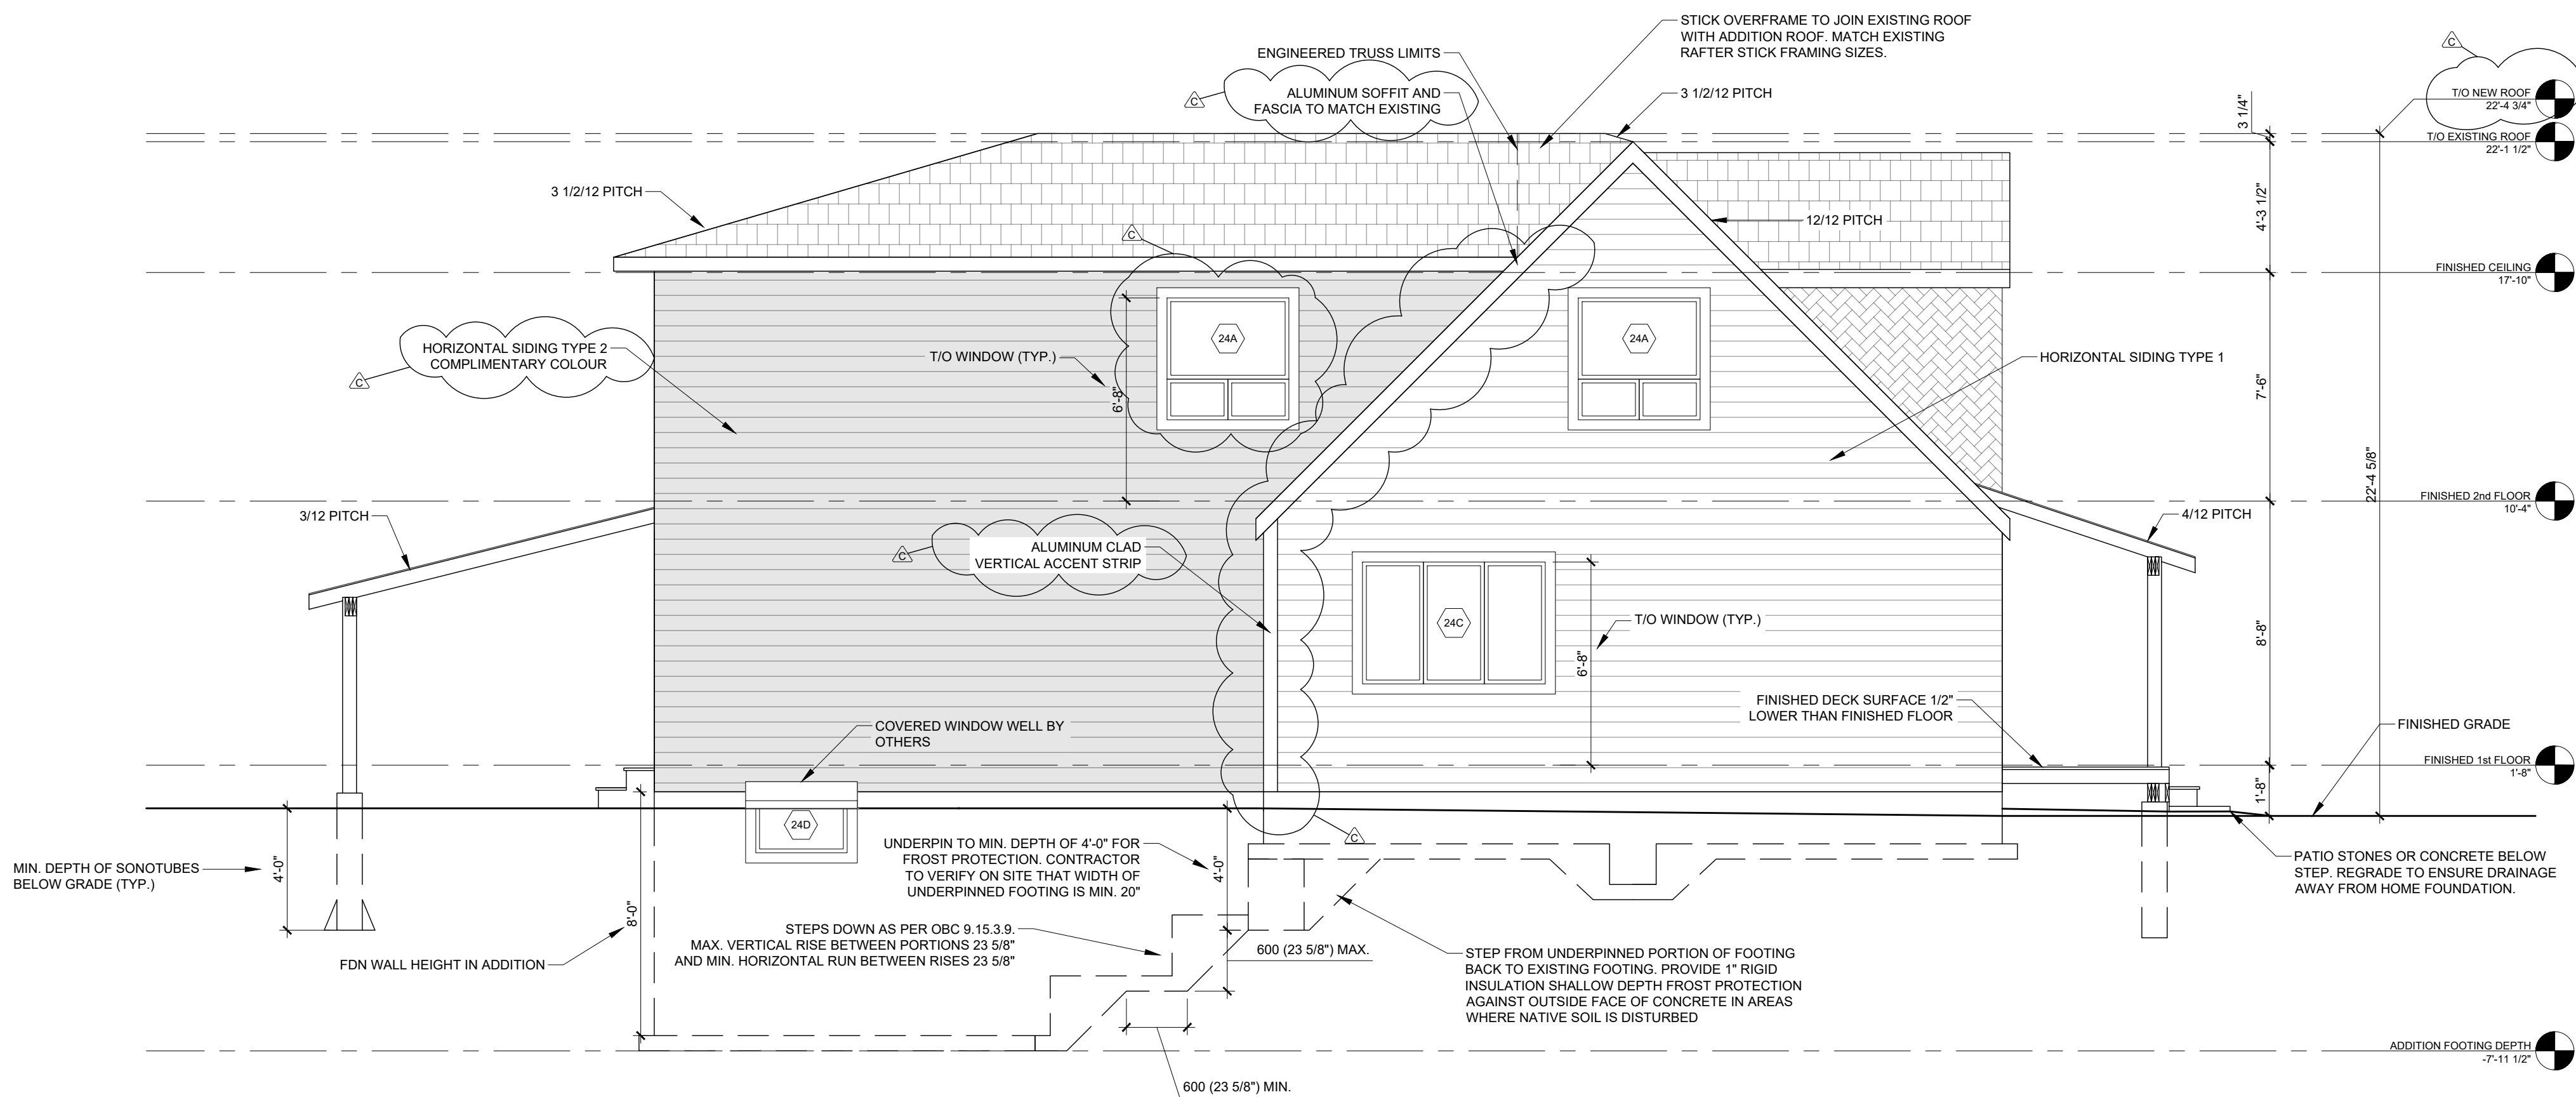 STICK OVERFRAME TO JOIN EXISTING ROOF
WITH ADDITION ROOF. MATCH EXISTING
RAFTER STICK FRAMING SIZES.
ENGINEERED TRUSS LIMITS
C
ALUMINUM SOFFIT AND
FASCIA TO MATCH EXISTING
C
3 1/2/12 PITCH
3 1/4"
T/O NEW ROOF
22'-4 3/4"
T/O EXISTING ROOF
22'-1 1/2"
3 1/2/12 PITCH
C
12/12 PITCH
4'-3 1/2"
FINISHED CEILING
17'-10"
HORIZONTAL SIDING TYPE 2
COMPLIMENTARY COLOUR
C
T/O WINDOW (TYP.)
6'-8"
24A
24A
HORIZONTAL SIDING TYPE 1
7'-6"
22'-4 5/8"
FINISHED 2nd FLOOR
10'-4"
3/12 PITCH
4/12 PITCH
C
ALUMINUM CLAD
VERTICAL ACCENT STRIP
24C
T/O WINDOW (TYP.)
6'-8"
8'-8"
FINISHED DECK SURFACE 1/2"
LOWER THAN FINISHED FLOOR
COVERED WINDOW WELL BY
OTHERS
FINISHED GRADE
FINISHED 1st FLOOR
1'-8"
1'-8"
24D
C
UNDERPIN TO MIN. DEPTH OF 4'-0" FOR
FROST PROTECTION. CONTRACTOR
TO VERIFY ON SITE THAT WIDTH OF
UNDERPINNED FOOTING IS MIN. 20"
4'-0"
MIN. DEPTH OF SONOTUBES
BELOW GRADE (TYP.)
4'-0"
PATIO STONES OR CONCRETE BELOW
STEP. REGRADE TO ENSURE DRAINAGE
AWAY FROM HOME FOUNDATION.
8'-0"
STEPS DOWN AS PER OBC 9.15.3.9.
MAX. VERTICAL RISE BETWEEN PORTIONS 23 5/8"
AND MIN. HORIZONTAL RUN BETWEEN RISES 23 5/8"
600 (23 5/8") MAX.
FDN WALL HEIGHT IN ADDITION
STEP FROM UNDERPINNED PORTION OF FOOTING
BACK TO EXISTING FOOTING. PROVIDE 1" RIGID
INSULATION SHALLOW DEPTH FROST PROTECTION
AGAINST OUTSIDE FACE OF CONCRETE IN AREAS
WHERE NATIVE SOIL IS DISTURBED
ADDITION FOOTING DEPTH
-7'-11 1/2"
600 (23 5/8") MIN.